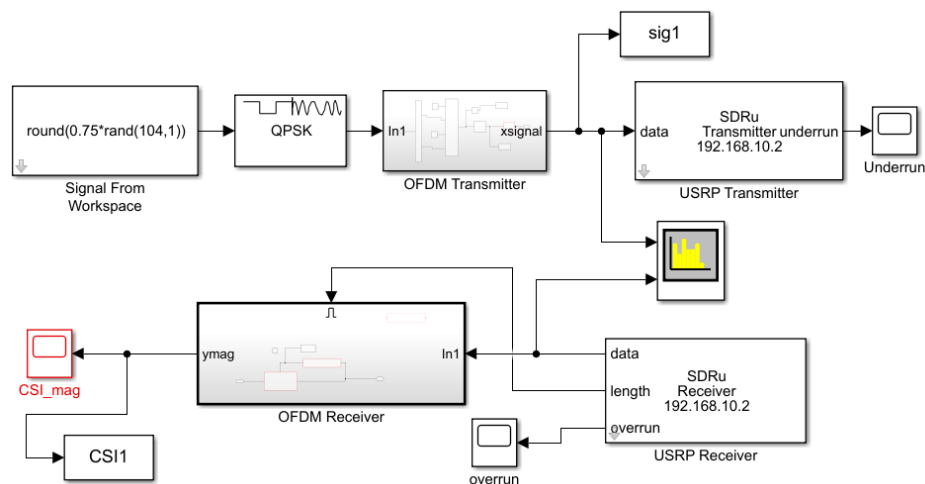 sig1
round(0.75*rand(104,1))
Signal From
Workspace
QPSK
In1
xsignal
OFDM Transmitter
data
SDRu
Transmitter underrun
192.168.10.2
USRP Transmitter
Underrun
ymag
In1
OFDM Receiver
CSI_mag
CSI1
data
length
overrun
SDRu
Receiver
192.168.10.2
USRP Receiver
overrun